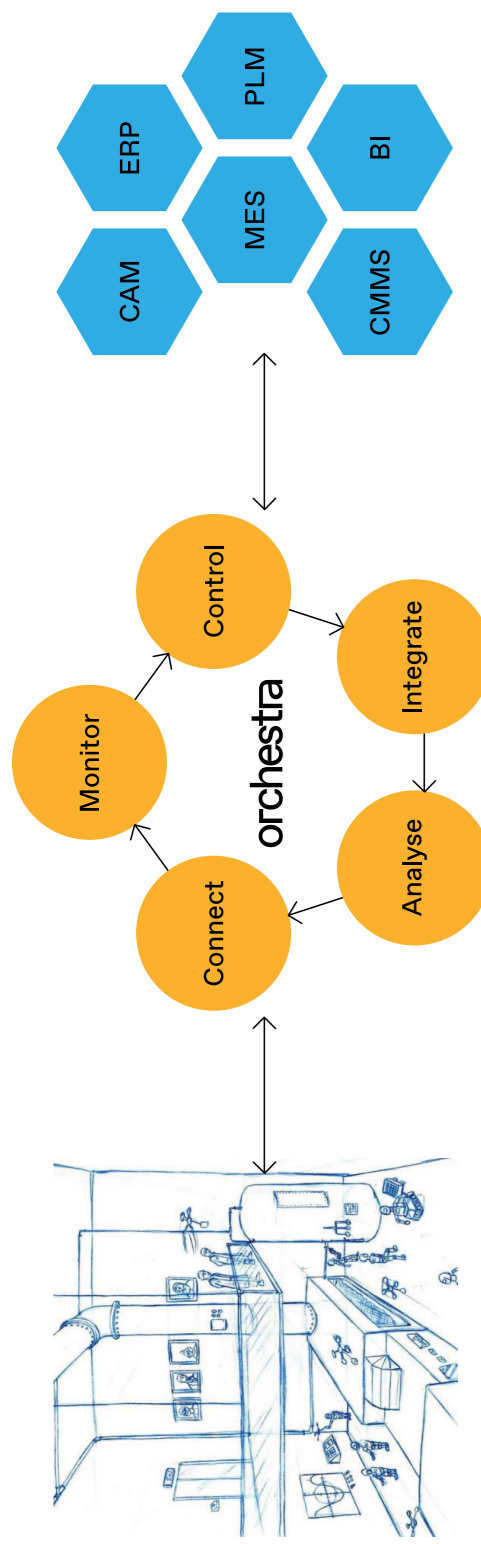 Monitor
Connect
Control
orchestra
Analyse
Integrate
ERP
CAM
PLM
MES
BI
CMMS